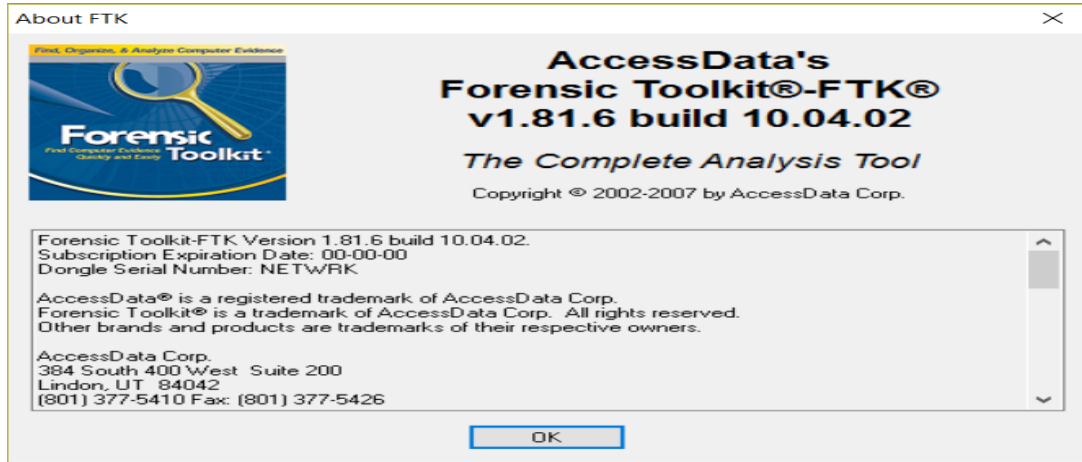 About FTK
Find, Organize, & Analyze Computer Evidence
Forensic
Find Computer Evidence
Quickly and Easily
Toolkit
AccessData's
Forensic Toolkit®-FTK®
v1.81.6 build 10.04.02
The Complete Analysis Tool
Copyright © 2002-2007 by AccessData Corp.
Forensic Toolkit-FTK Version 1.81.6 build 10.04.02.
Subscription Expiration Date: 00-00-00
Dongle Serial Number: NETWRK
AccessData® is a registered trademark of AccessData Corp.
Forensic Toolkit® is a trademark of AccessData Corp.  All rights reserved.
Other brands and products are trademarks of their respective owners.
AccessData Corp.
384 South 400 West  Suite 200
Lindon, UT  84042
(801) 377-5410 Fax: (801) 377-5426
OK